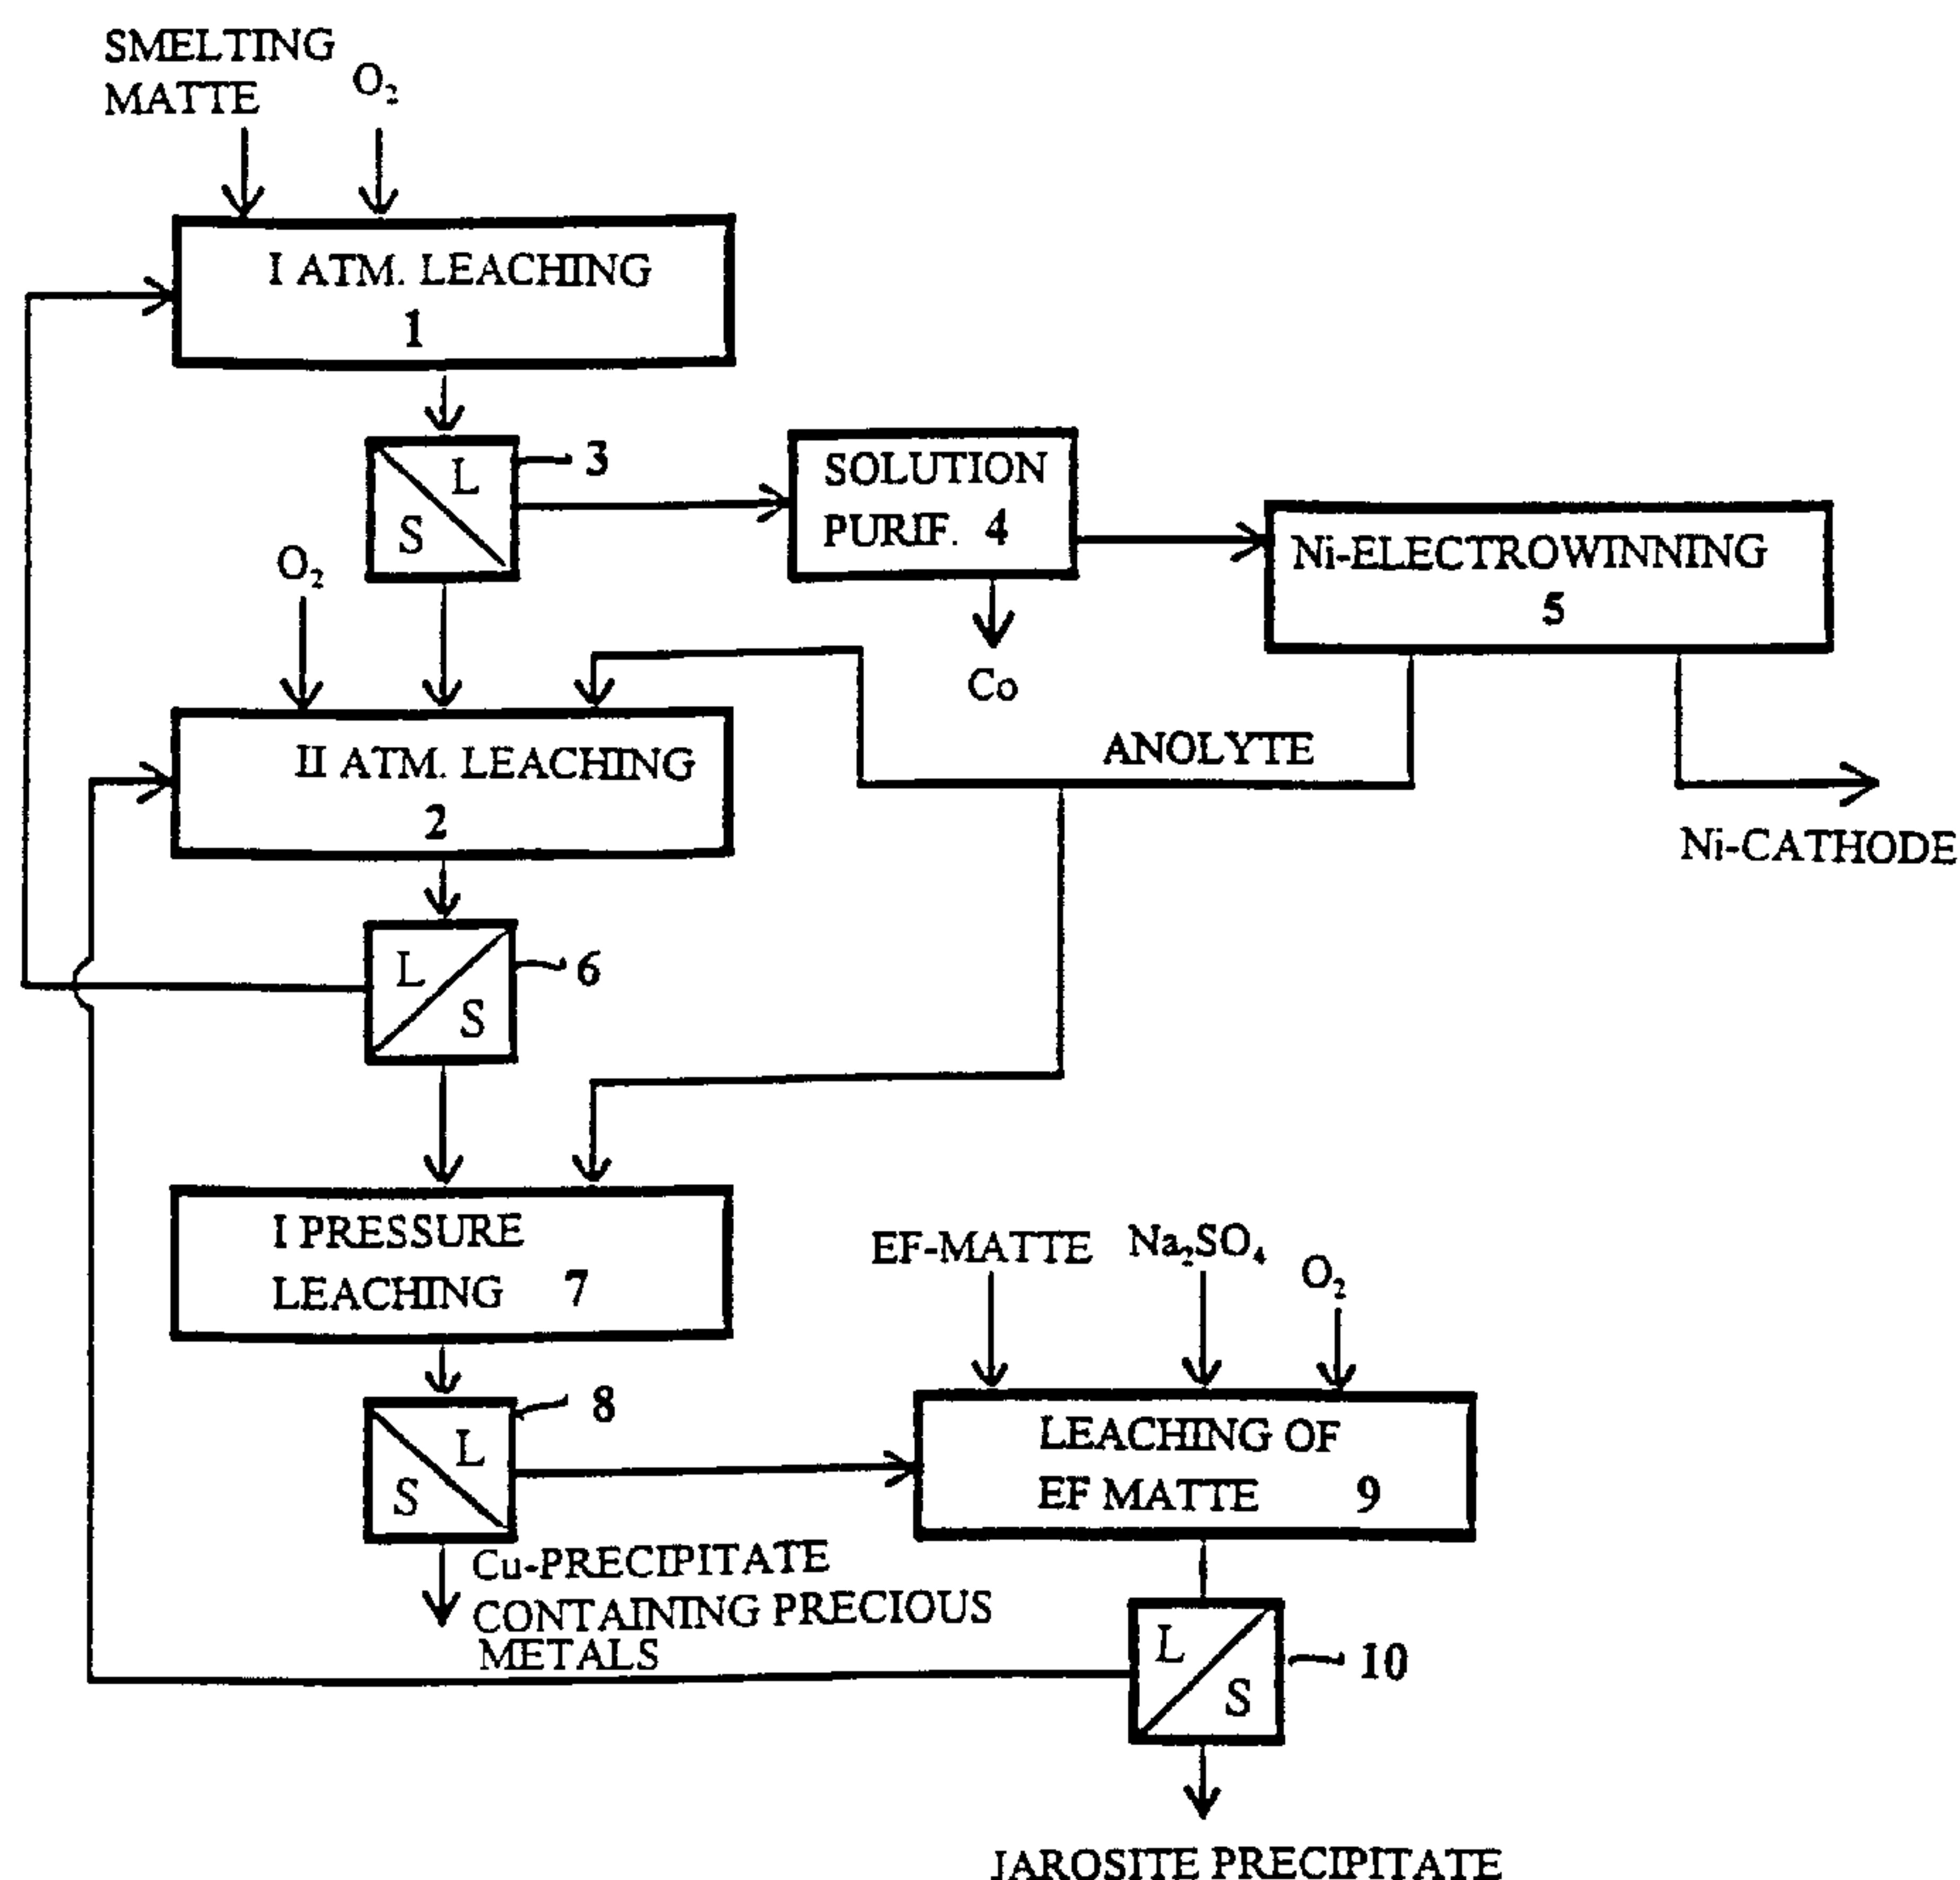 SMELTING
MATTE
O₂
I ATM. LEACHING
1
L
S
3
SOLUTION
PURIF. 4
Ni-ELECTROWINNING
5
O₂
Co
II ATM. LEACHING
2
ANOLYTE
Ni-CATHODE
L
S
6
I PRESSURE
LEACHING 7
EF-MATTE
Na₂SO₄
O₂
L
S
8
LEACHING OF
EF MATTE 9
Cu-PRECIPITATE
CONTAINING PRECIOUS
METALS
L
S
10
JAROSITE PRECIPITATE